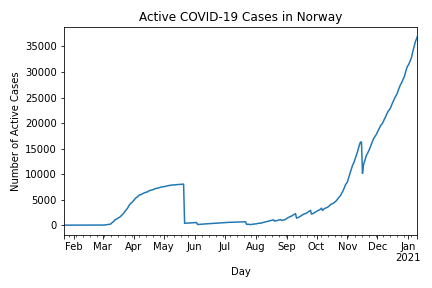 Active COVID-19 Cases in Norway
Number of Active Cases
35000
30000
25000
20000
15000
10000
5000
0
Feb Mar Apr May Jun Jul Aug Sep Oct Nov Dec Jan
2021
Day